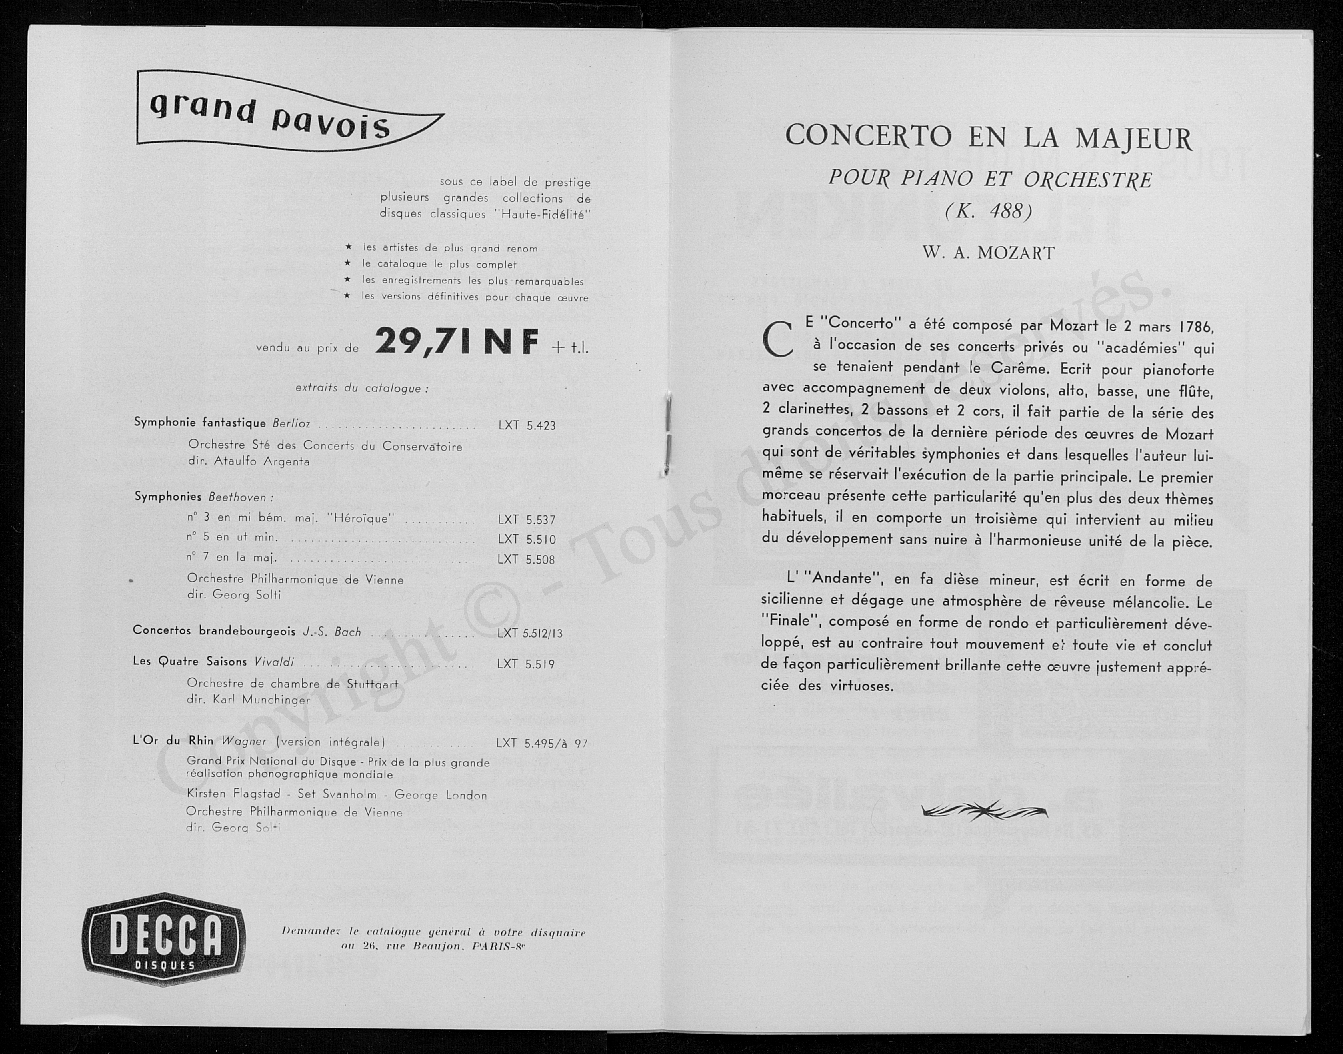 grand pavois
sous ce label de prestige
plusieurs grandes collections de
disques classiques "Haute-Fidélité"
★ les artistes de plus grand renom
★ le catalogue le plus complet
★ les enregistrements les plus remarquables
★ les versions définitives pour chaque œuvre
vendu au prix de 29,71 NF + t.l.
extraits du catalogue :
Symphonie fantastique Berlioz . . . . . . . . . . . . . . . . . . . . LXT 5.423
Orchestre Sté des Concerts du Conservatoire
dir. Ataulfo Argenta
Symphonies Beethoven :
n° 3 en mi bém. maj. "Héroïque" . . . . . . . . . LXT 5.537
n° 5 en ut min. . . . . . . . . . . . . . . . . . . . . . . . LXT 5.510
n° 7 en la maj. . . . . . . . . . . . . . . . . . . . . . . . LXT 5.508
Orchestre Philharmonique de Vienne
dir. Georg Solti
Concertos brandebourgeois J.-S. Bach . . . . . . . . . . . . . . LXT 5.512/13
Les Quatre Saisons Vivaldi . . . . . . . . . . . . . . . . . . . . . LXT 5.519
Orchestre de chambre de Stuttgart
dir. Karl Munchinger
L'Or du Rhin Wagner (version intégrale) . . . . . . . . . . LXT 5.495/à 97
Grand Prix National du Disque - Prix de la plus grande
réalisation phonographique mondiale
Kirsten Flagstad - Set Svanholm - George London
Orchestre Philharmonique de Vienne
dir. Georg Solti
DECCA
DISQUES
Demandez le catalogue général à votre disquaire
ou 26, rue Beaujon, PARIS-8e
CONCERTO EN LA MAJEUR
POUR PIANO ET ORCHESTRE
(K. 488)
W. A. MOZART
CE "Concerto" a été composé par Mozart le 2 mars 1786,
à l'occasion de ses concerts privés ou "académies" qui
se tenaient pendant le Carême. Ecrit pour pianoforte
avec accompagnement de deux violons, alto, basse, une flûte,
2 clarinettes, 2 bassons et 2 cors, il fait partie de la série des
grands concertos de la dernière période des œuvres de Mozart
qui sont de véritables symphonies et dans lesquelles l'auteur lui-
même se réservait l'exécution de la partie principale. Le premier
morceau présente cette particularité qu'en plus des deux thèmes
habituels, il en comporte un troisième qui intervient au milieu
du développement sans nuire à l'harmonieuse unité de la pièce.
L' "Andante", en fa dièse mineur, est écrit en forme de
sicilienne et dégage une atmosphère de rêveuse mélancolie. Le
"Finale", composé en forme de rondo et particulièrement déve-
loppé, est au contraire tout mouvement et toute vie et conclut
de façon particulièrement brillante cette œuvre justement appré-
ciée des virtuoses.
Copyright © - Tous droits réservés.